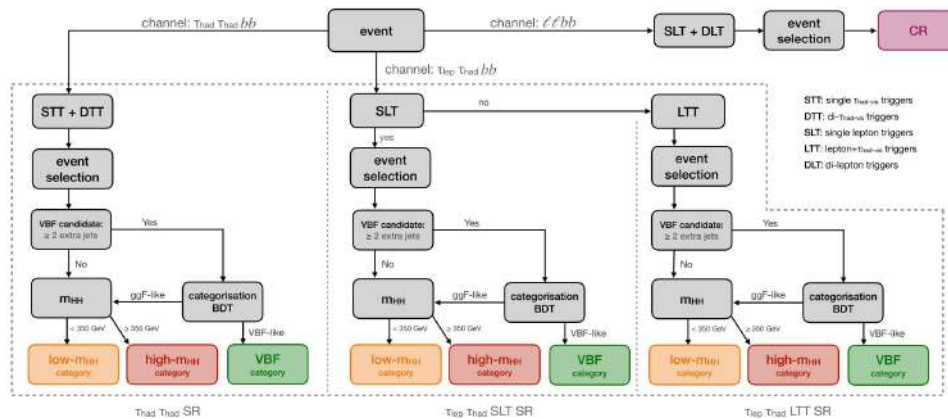 channel: τhad τhad bb
event
channel: ℓℓbb
SLT + DLT
event
selection
CR
channel: τlep τhad bb
STT + DTT
SLT
no
LTT
yes
STT: single τhad-vis triggers
DTT: di-τhad-vis triggers
SLT: single lepton triggers
LTT: lepton+τhad-vis triggers
DLT: di-lepton triggers
event
selection
event
selection
event
selection
VBF candidate:
≥ 2 extra jets
Yes
VBF candidate:
≥ 2 extra jets
Yes
VBF candidate:
≥ 2 extra jets
Yes
No
No
No
mHH
ggF-like
categorisation
BDT
mHH
ggF-like
categorisation
BDT
mHH
ggF-like
categorisation
BDT
< 350 GeV
≥ 350 GeV
VBF-like
< 350 GeV
≥ 350 GeV
VBF-like
< 350 GeV
≥ 350 GeV
VBF-like
low-mHH
category
high-mHH
category
VBF
category
low-mHH
category
high-mHH
category
VBF
category
low-mHH
category
high-mHH
category
VBF
category
τhad τhad SR
τlep τhad SLT SR
τlep τhad LTT SR